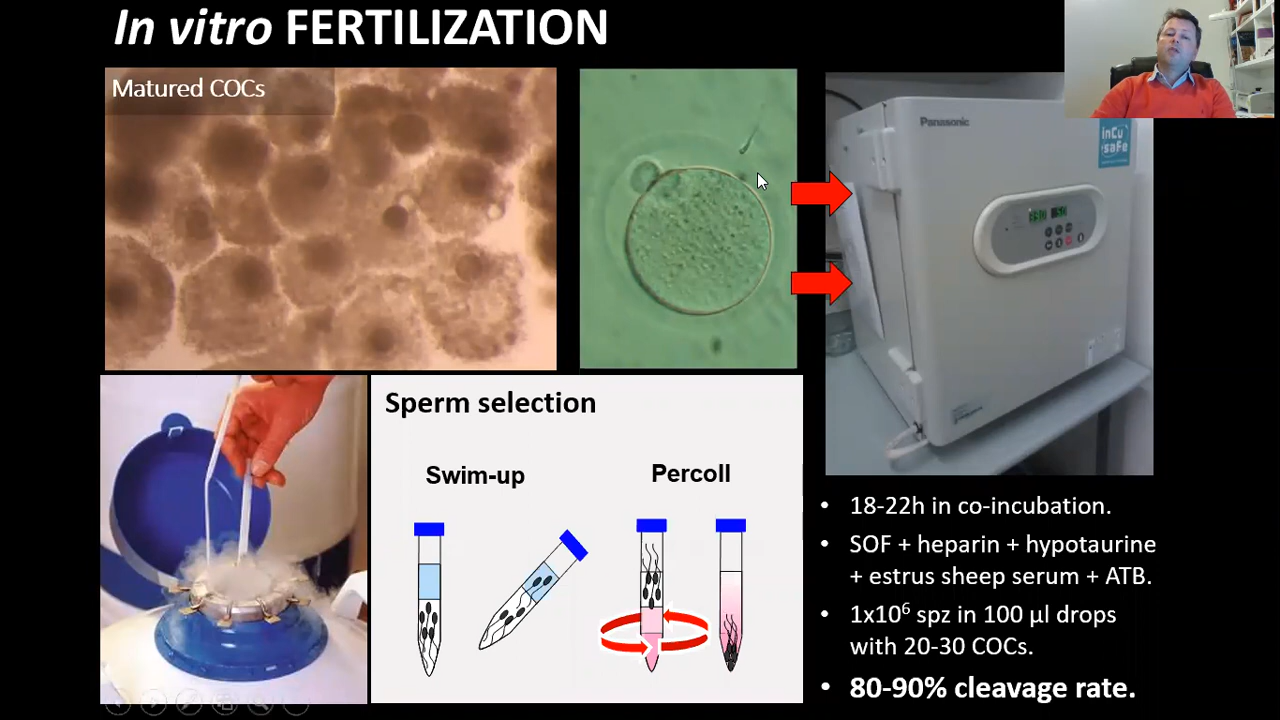 In vitro FERTILIZATION
Matured COCs
Panasonic
inCu
saFe
Sperm selection
Swim-up
Percoll
• 18-22h in co-incubation.
• SOF + heparin + hypotaurine
+ estrus sheep serum + ATB.
• 1x10⁶ spz in 100 µl drops
with 20-30 COCs.
• 80-90% cleavage rate.